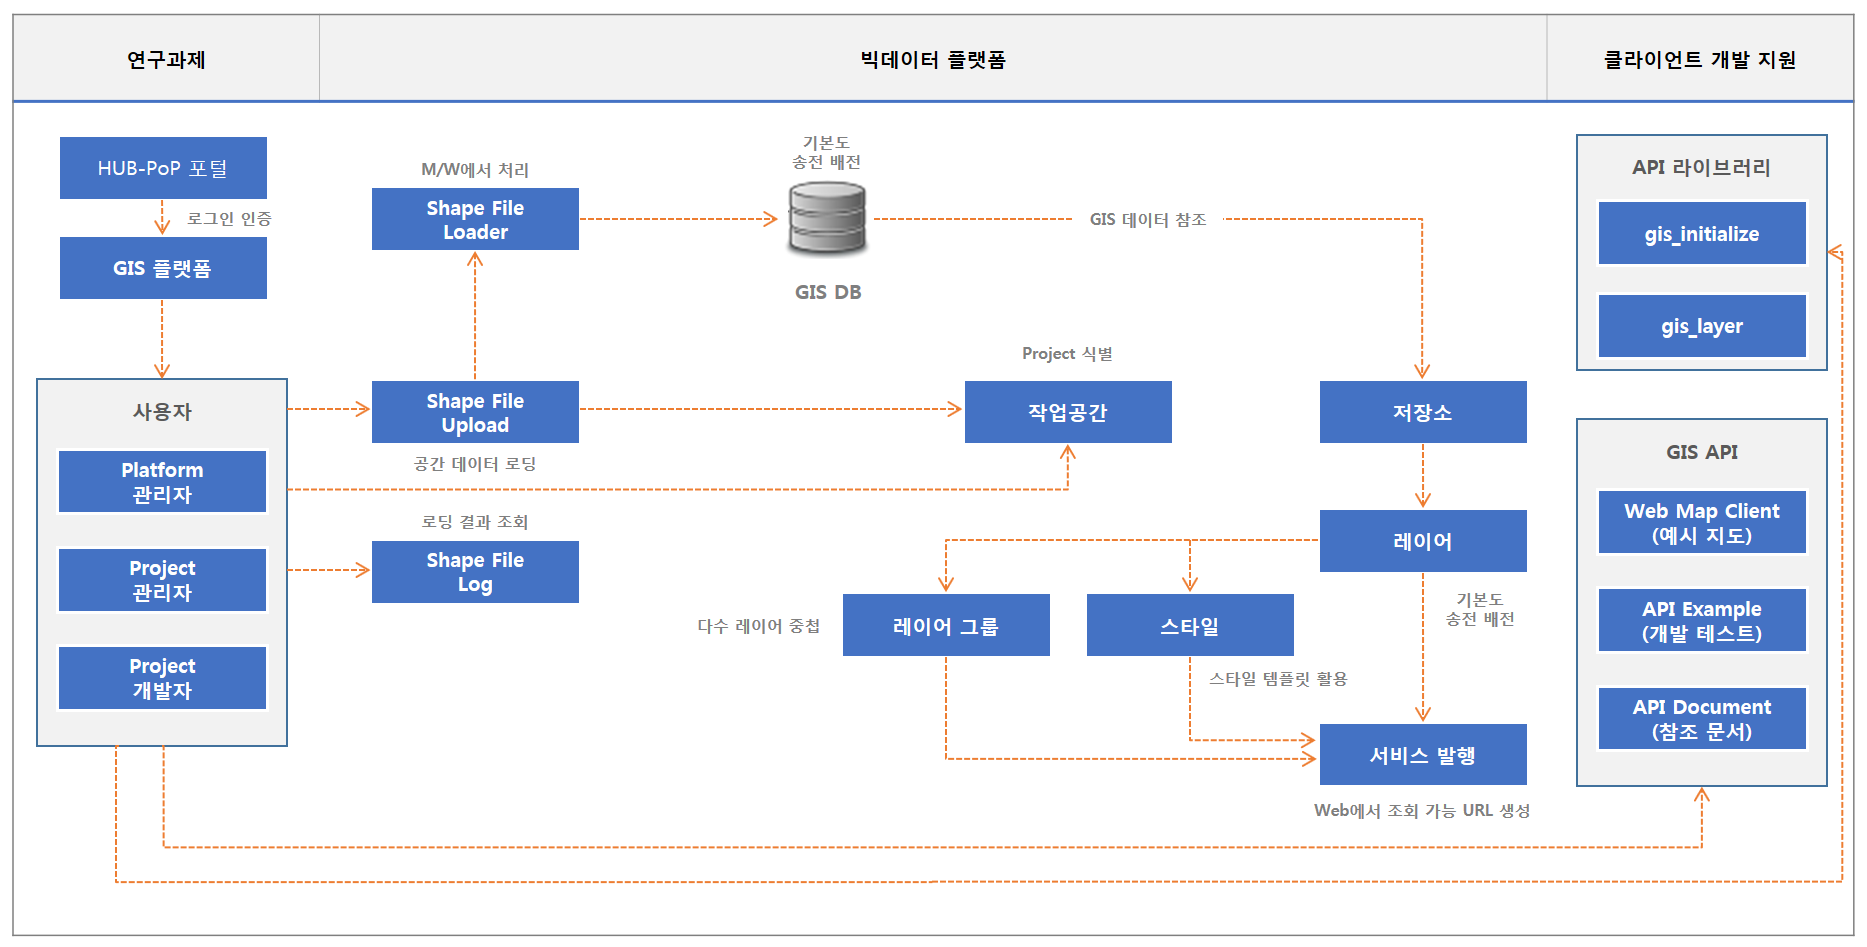 연구과제
빅데이터 플랫폼
클라이언트 개발 지원
HUB-PoP 포털
로그인 인증
GIS 플랫폼
사용자
Platform
관리자
Project
관리자
Project
개발자
M/W에서 처리
Shape File
Loader
Shape File
Upload
공간 데이터 로딩
로딩 결과 조회
Shape File
Log
기본도
송전 배전
GIS DB
GIS 데이터 참조
Project 식별
작업공간
저장소
레이어
다수 레이어 중첩
레이어 그룹
스타일
스타일 템플릿 활용
기본도
송전 배전
서비스 발행
Web에서 조회 가능 URL 생성
API 라이브러리
gis_initialize
gis_layer
GIS API
Web Map Client
(예시 지도)
API Example
(개발 테스트)
API Document
(참조 문서)